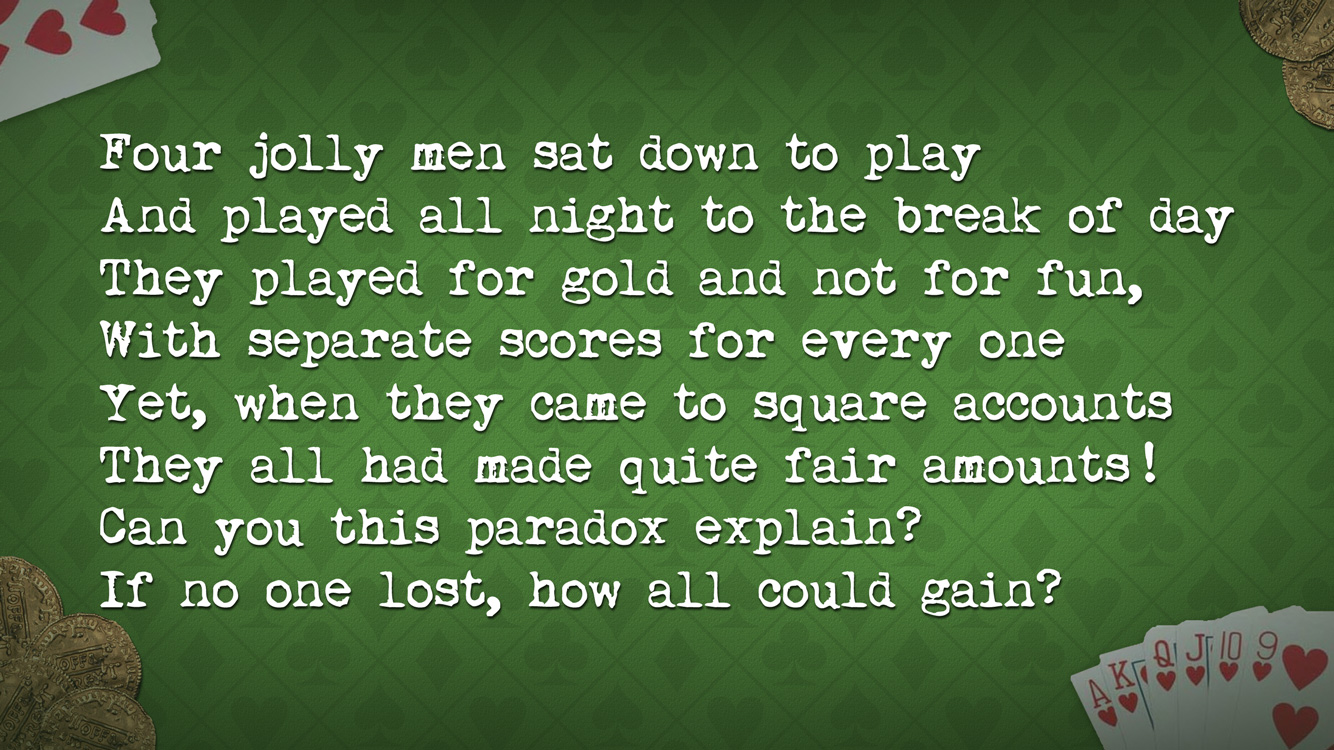 Four jolly men sat down to play
And played all night to the break of day
They played for gold and not for fun,
With separate scores for every one
Yet, when they came to square accounts
They all had made quite fair amounts!
Can you this paradox explain?
If no one lost, how all could gain?
A K Q J 10 9